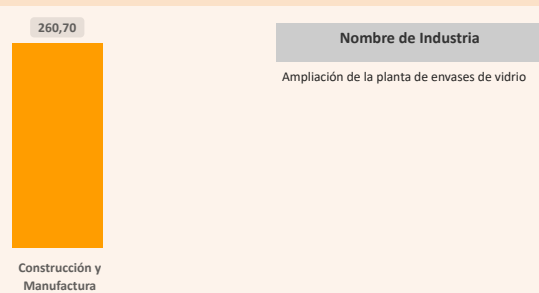 260,70
Construcción y
Manufactura
Nombre de Industria
Ampliación de la planta de envases de vidrio